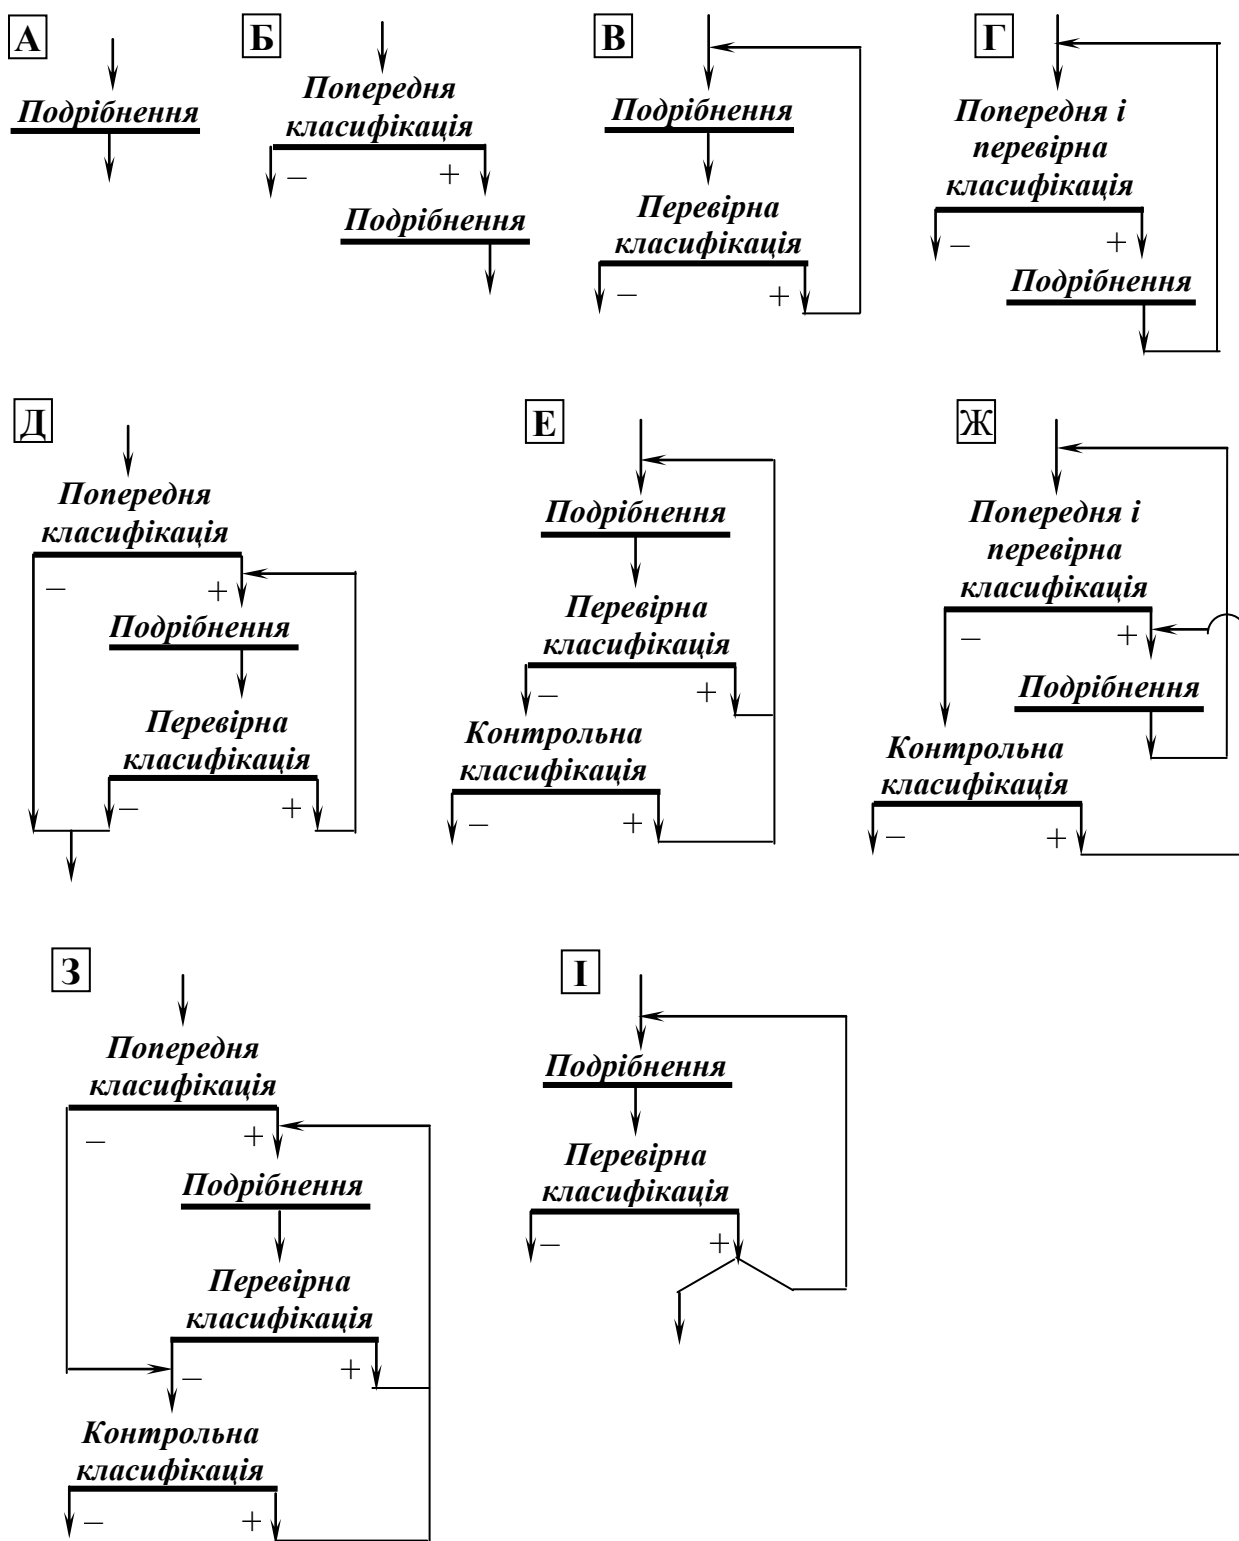 А
Подрібнення
Б
Попередня
класифікація
–
+
Подрібнення
В
Подрібнення
Перевірна
класифікація
–
+
Г
Попередня і
перевірна
класифікація
–
+
Подрібнення
Д
Попередня
класифікація
–
+
Подрібнення
Перевірна
класифікація
–
+
Е
Подрібнення
Перевірна
класифікація
–
+
Контрольна
класифікація
–
+
Ж
Попередня і
перевірна
класифікація
–
+
Подрібнення
Контрольна
класифікація
–
+
З
Попередня
класифікація
–
+
Подрібнення
Перевірна
класифікація
–
+
Контрольна
класифікація
–
+
І
Подрібнення
Перевірна
класифікація
–
+